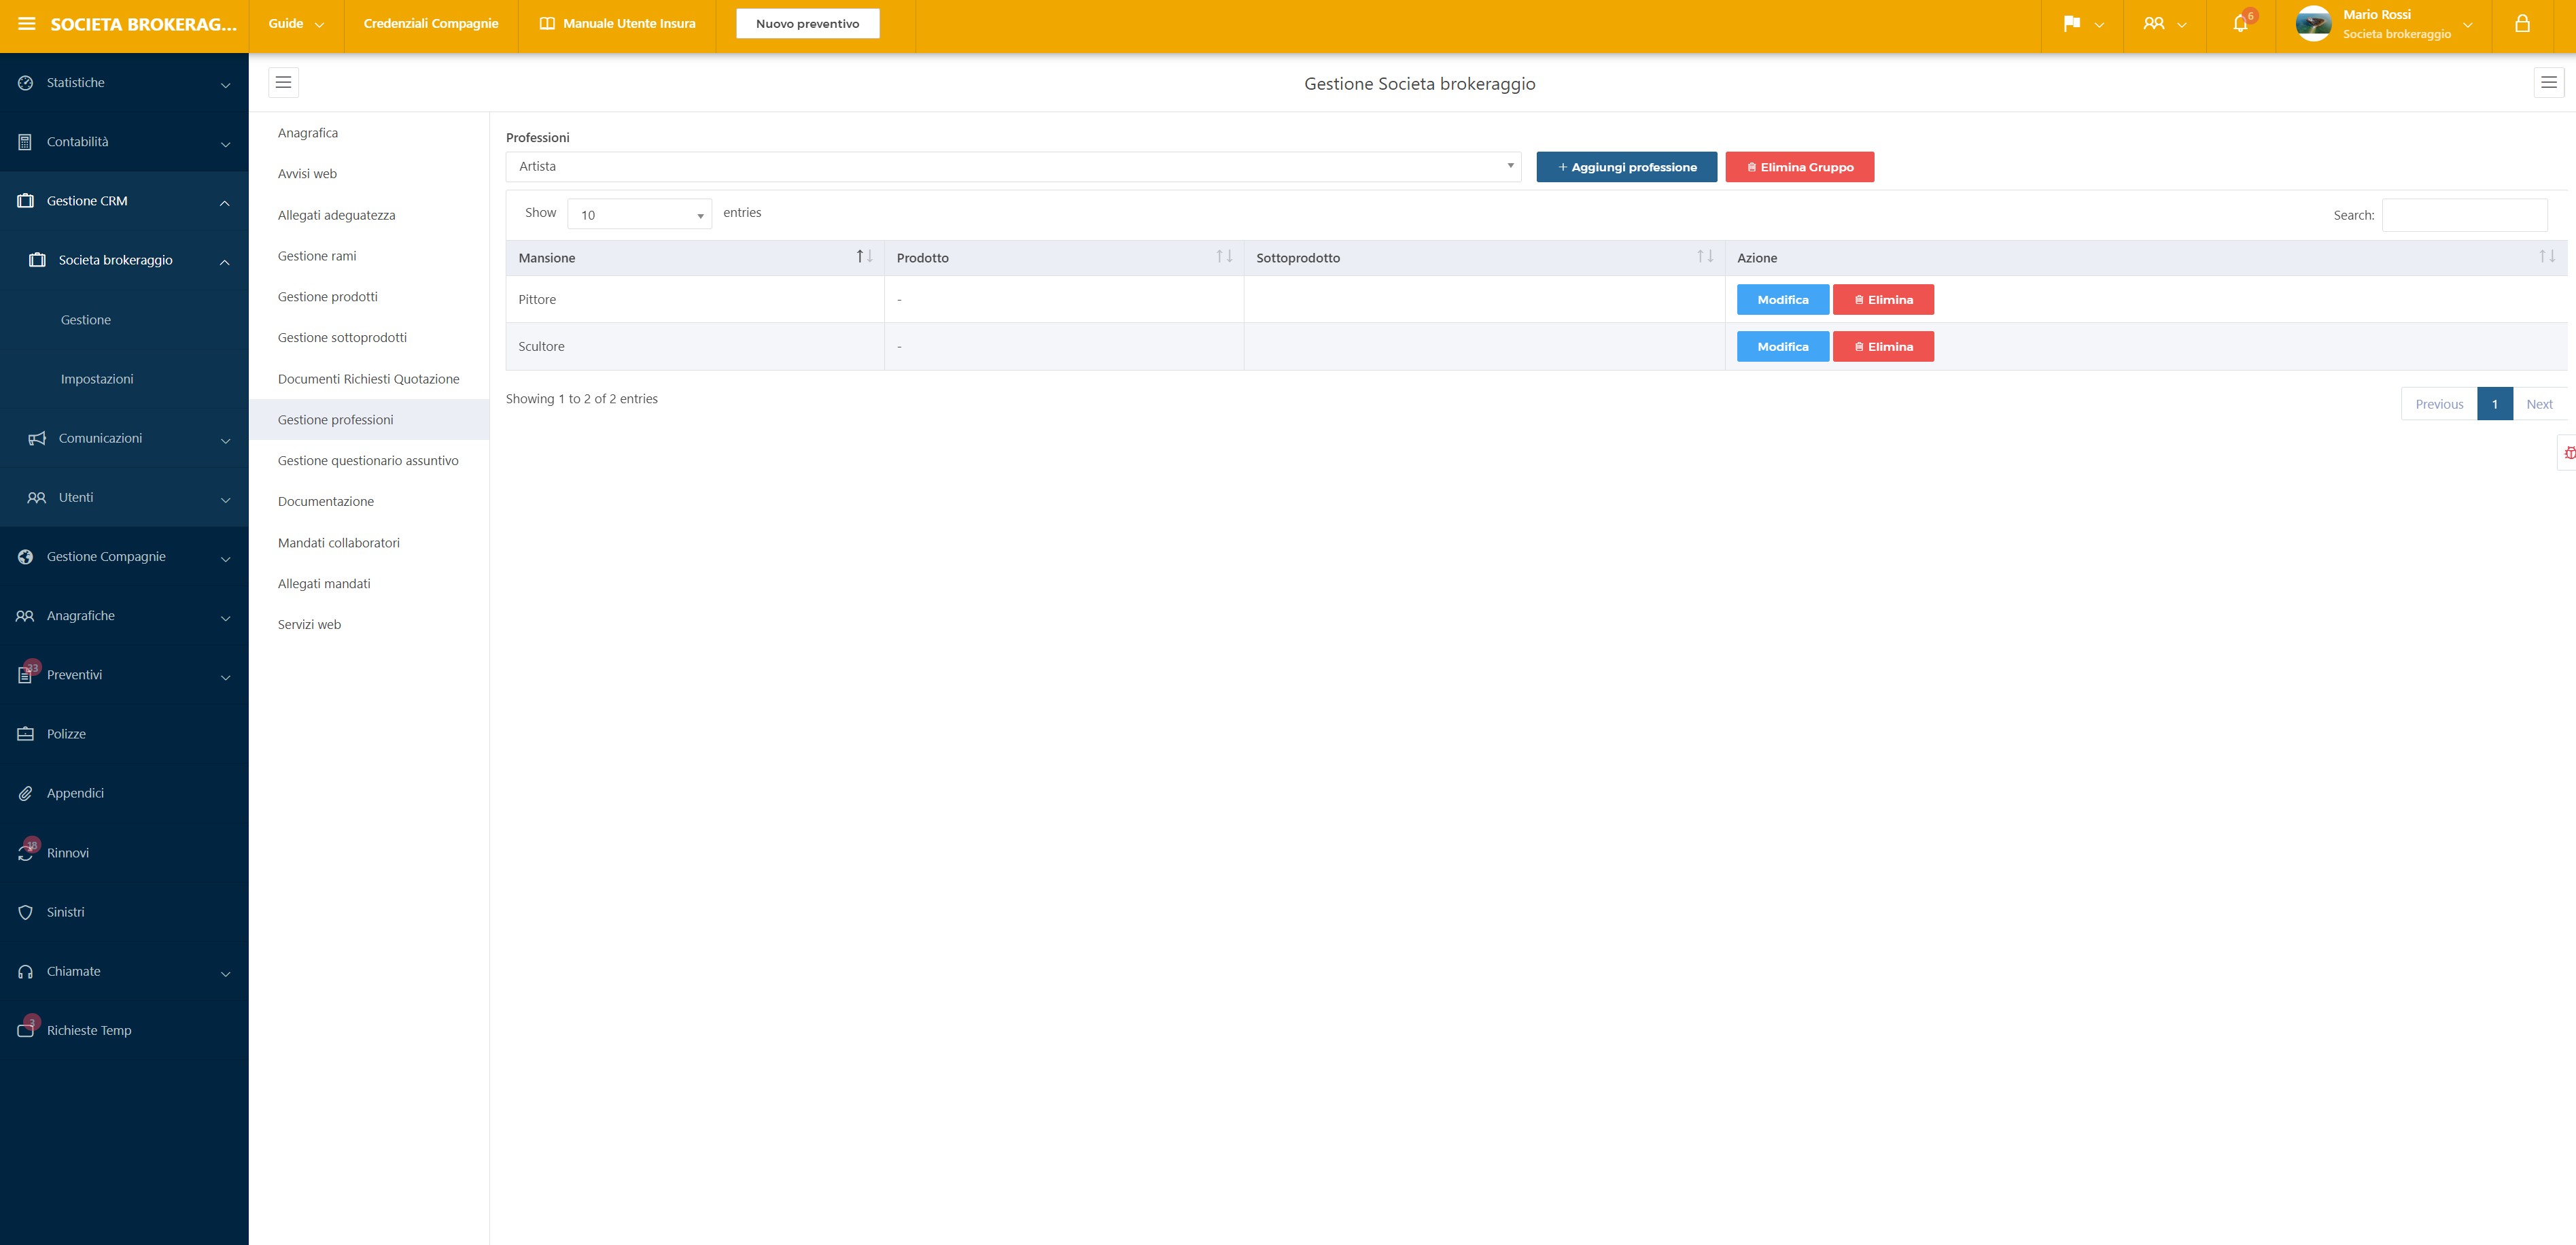 SOCIETA BROKERAG...
Guide
Credenziali Compagnie
Manuale Utente Insura
Nuovo preventivo
6
Mario Rossi
Societa brokeraggio
Statistiche
Contabilità
Gestione CRM
Societa brokeraggio
Gestione
Impostazioni
Comunicazioni
Utenti
Gestione Compagnie
Anagrafiche
33
Preventivi
Polizze
Appendici
18
Rinnovi
Sinistri
Chiamate
3
Richieste Temp
Gestione Societa brokeraggio
Anagrafica
Avvisi web
Allegati adeguatezza
Gestione rami
Gestione prodotti
Gestione sottoprodotti
Documenti Richiesti Quotazione
Gestione professioni
Gestione questionario assuntivo
Documentazione
Mandati collaboratori
Allegati mandati
Servizi web
Professioni
Artista
+ Aggiungi professione
Elimina Gruppo
Show 10 entries
Search:
Mansione Prodotto Sottoprodotto Azione
Pittore - Modifica Elimina
Scultore - Modifica Elimina
Showing 1 to 2 of 2 entries
Previous 1 Next